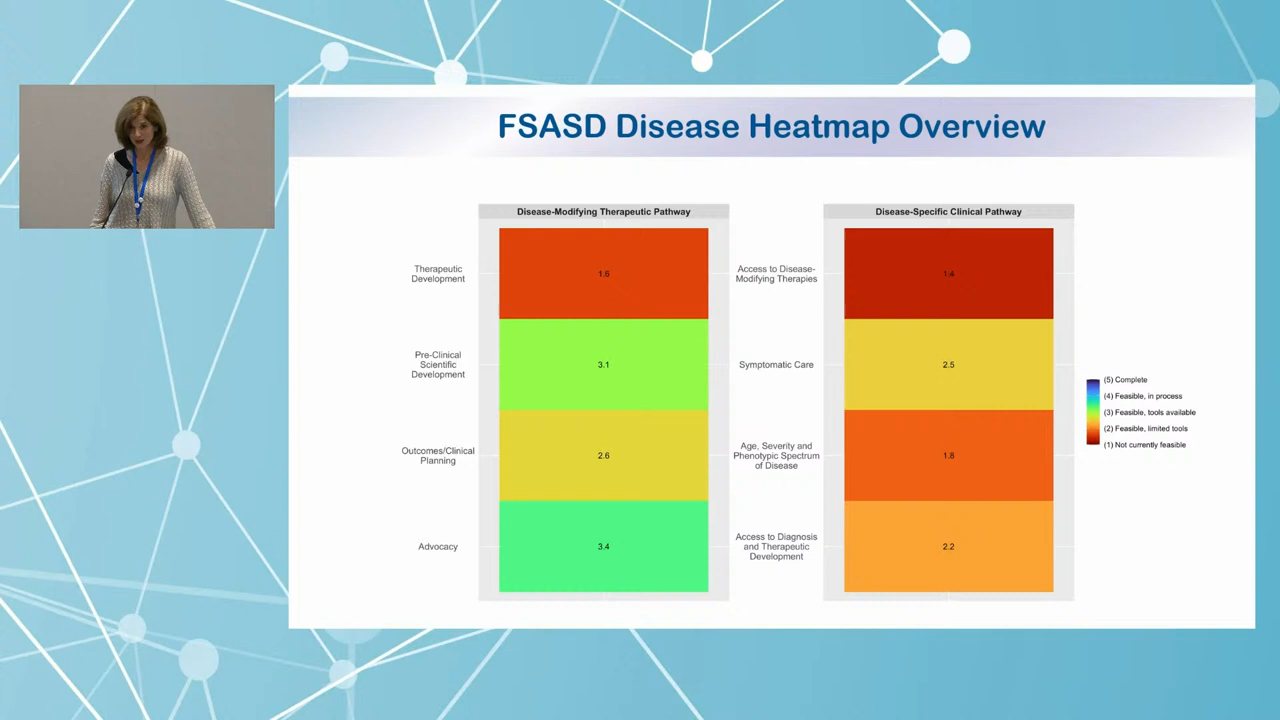 FSASD Disease Heatmap Overview
Disease-Modifying Therapeutic Pathway
Therapeutic
Development
1.6
Pre-Clinical
Scientific
Development
3.1
Outcomes/Clinical
Planning
2.6
Advocacy
3.4
Disease-Specific Clinical Pathway
Access to Disease-
Modifying Therapies
1.4
Symptomatic Care
2.5
Age, Severity and
Phenotypic Spectrum
of Disease
1.8
Access to Diagnosis
and Therapeutic
Development
2.2
(5) Complete
(4) Feasible, in process
(3) Feasible, tools available
(2) Feasible, limited tools
(1) Not currently feasible